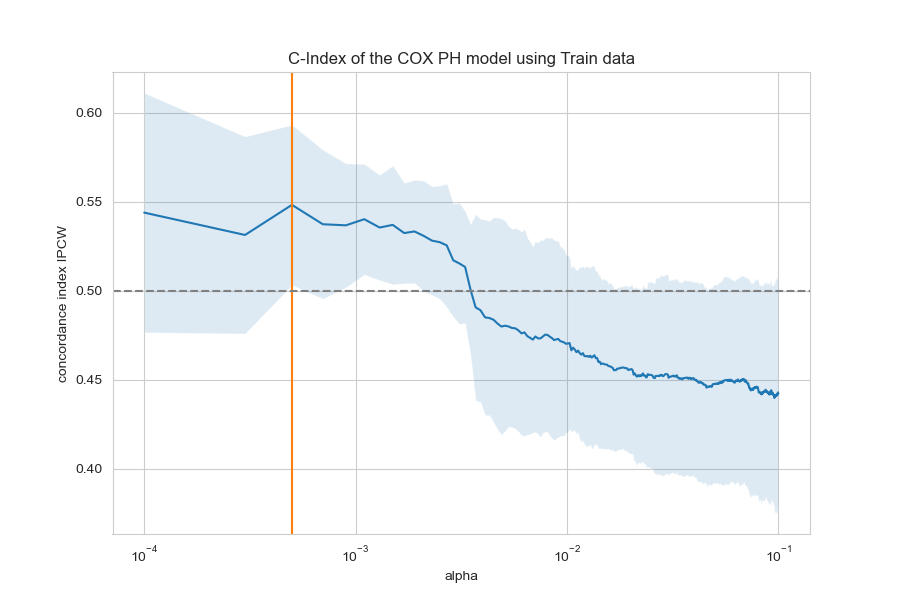 C-Index of the COX PH model using Train data
concordance index IPCW
0.60
0.55
0.50
0.45
0.40
10⁻⁴ 10⁻³ 10⁻² 10⁻¹
alpha